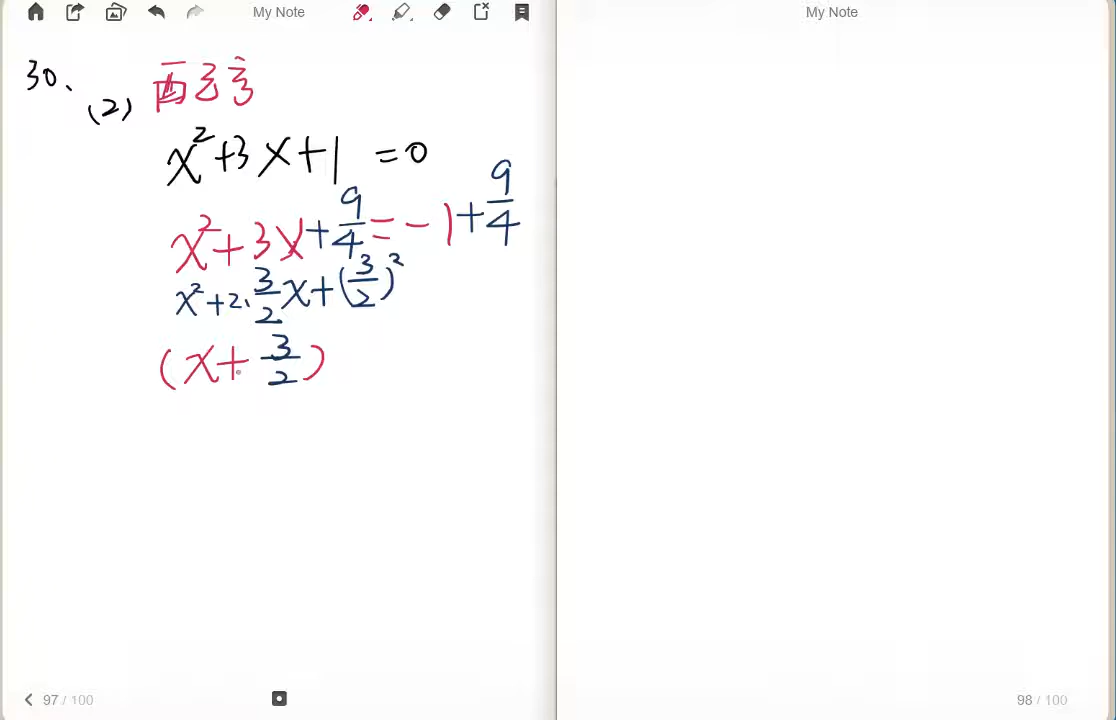 My Note
My Note
30、
(2) 配
x²+3x+1 =0
x²+3x+9/4=-1+9/4
x²+2·3/2x+(3/2)²
(x+3/2)
97 / 100
98 / 100